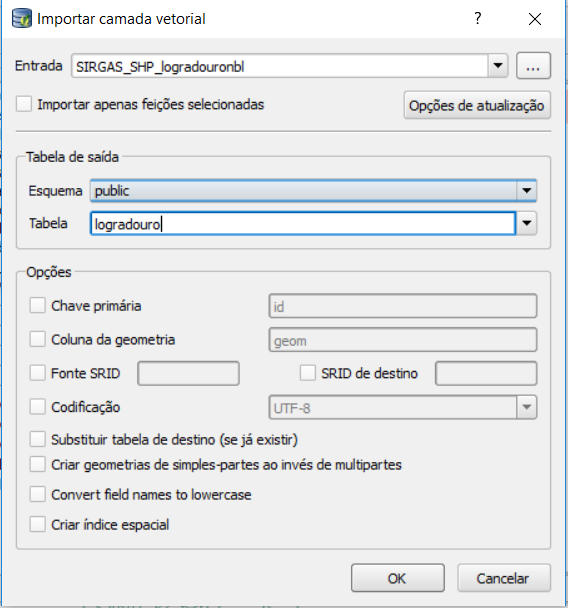 Importar camada vetorial
?
Entrada SIRGAS_SHP_logradouronbl ...
Importar apenas feições selecionadas Opções de atualização
Tabela de saída
Esquema public
Tabela logradouro
Opções
Chave primária id
Coluna da geometria geom
Fonte SRID SRID de destino
Codificação UTF-8
Substituir tabela de destino (se já existir)
Criar geometrias de simples-partes ao invés de multipartes
Convert field names to lowercase
Criar índice espacial
OK Cancelar